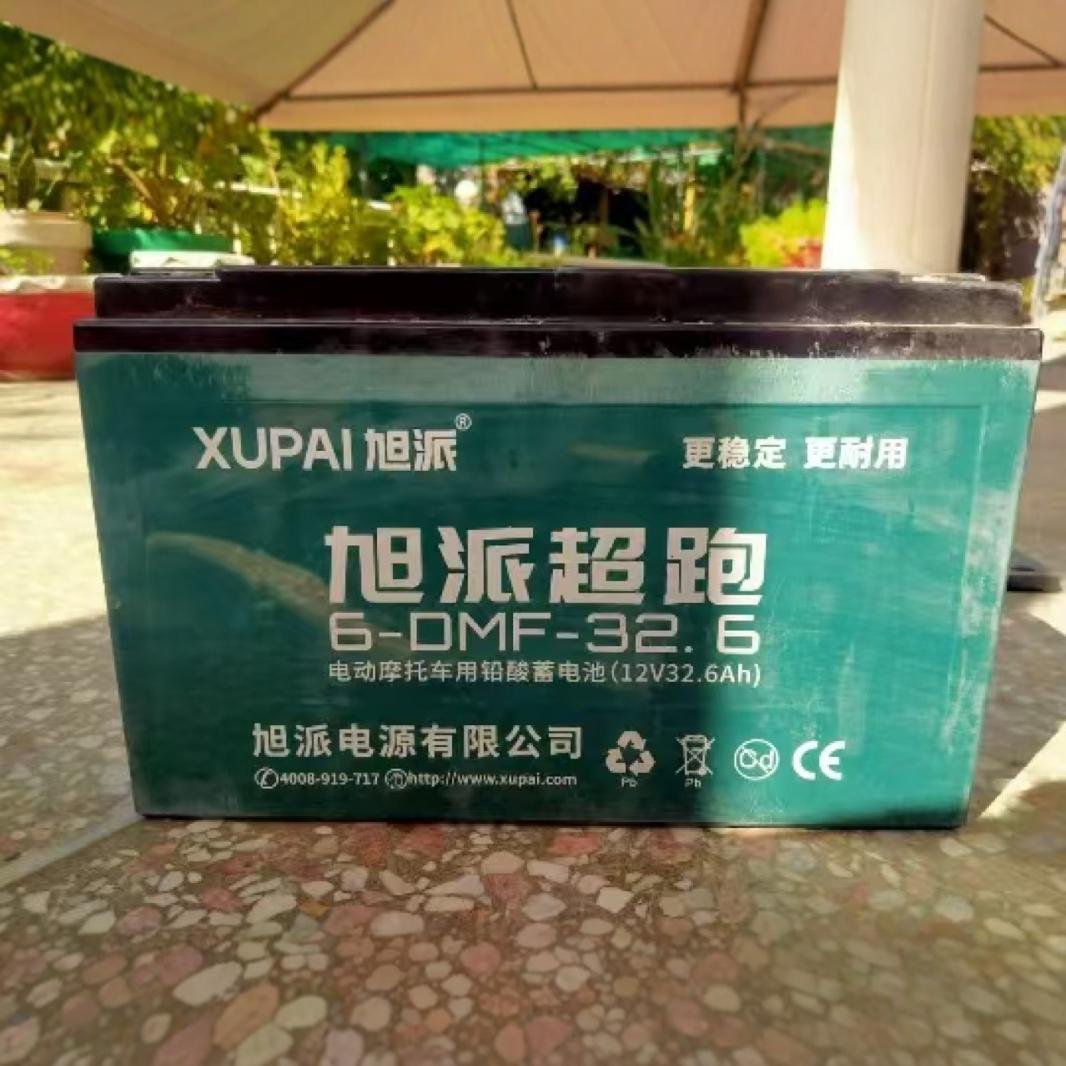 XUPAI 旭派® 更稳定 更耐用
旭派超跑
6-DMF-32.6
电动摩托车用铅酸蓄电池(12V32.6Ah)
旭派电源有限公司
4008-919-717 http://www.xupai.com
Pb Pb Cd CE